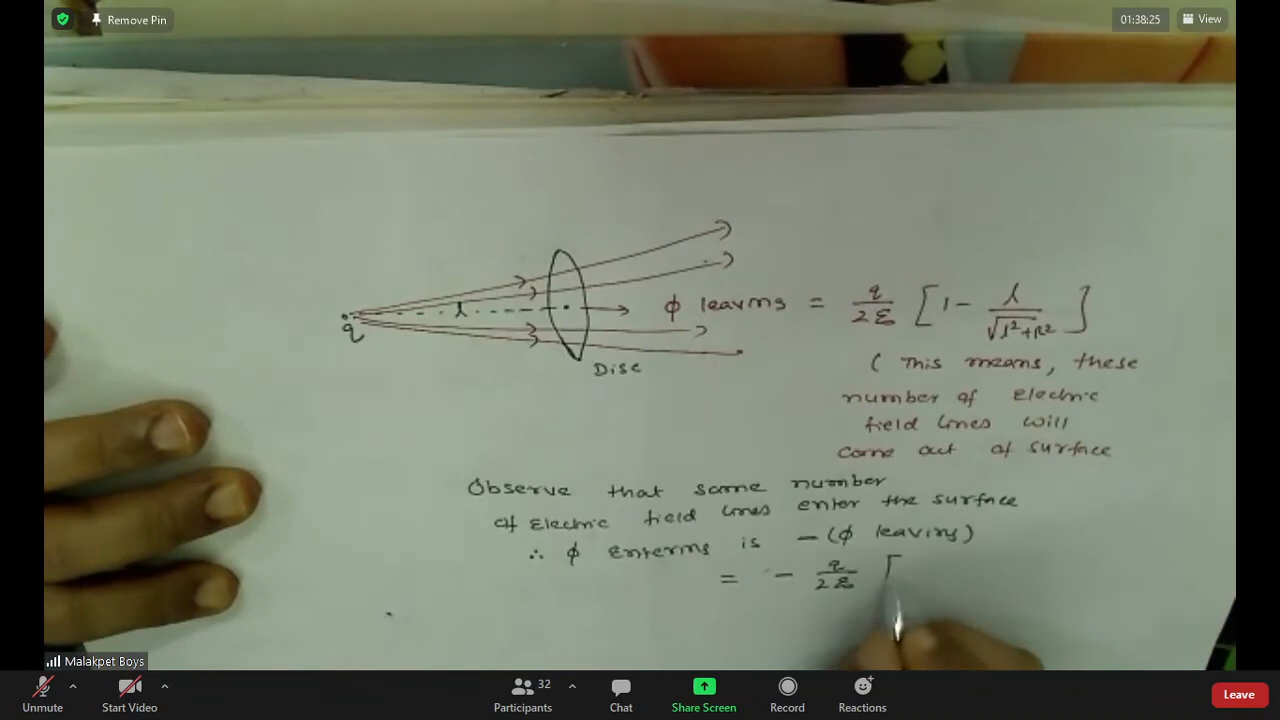 Remove Pin
01:38:25
View
q
l
Disc
ϕ leaving = q/2ε [1 - l/√l²+R²]
( This means, these
number of Electric
field lines will
come out of surface
Observe that same number
of Electric field lines enter the surface
∴ ϕ Entering is - (ϕ leaving)
= - q/2ε [
Malakpet Boys
Unmute
Start Video
Participants
32
Chat
Share Screen
Record
Reactions
Leave